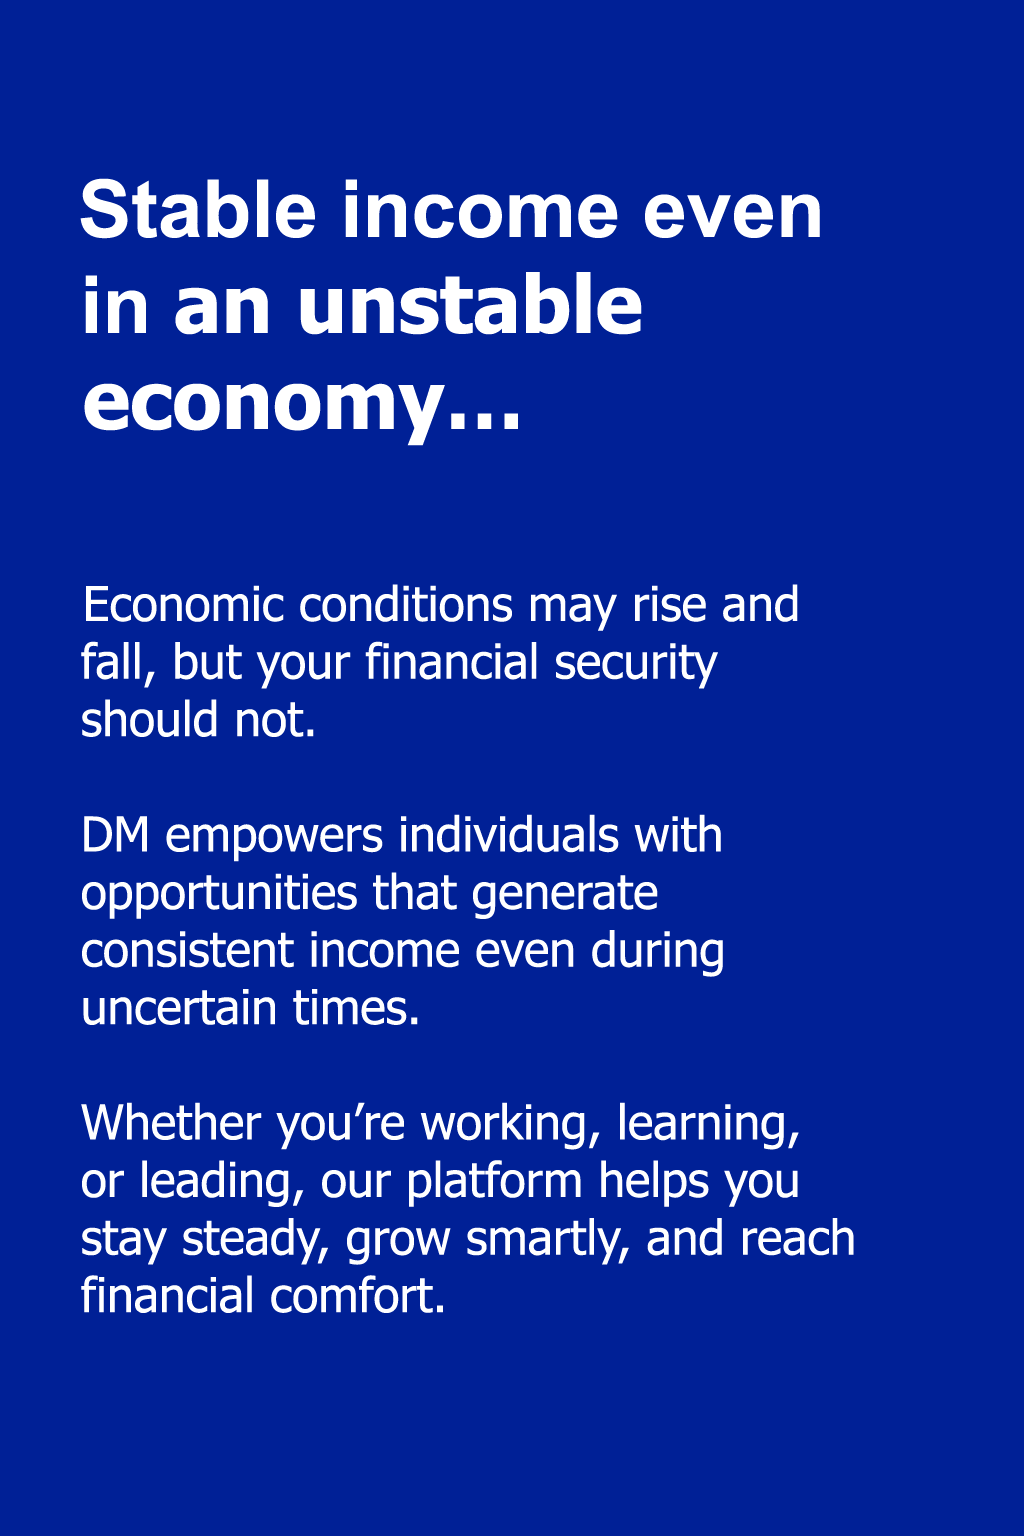 Stable income even
in an unstable
economy...
Economic conditions may rise and
fall, but your financial security
should not.
DM empowers individuals with
opportunities that generate
consistent income even during
uncertain times.
Whether you’re working, learning,
or leading, our platform helps you
stay steady, grow smartly, and reach
financial comfort.